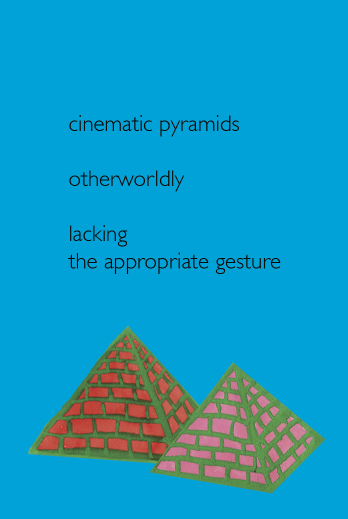 cinematic pyramids
otherworldly
lacking
the appropriate gesture